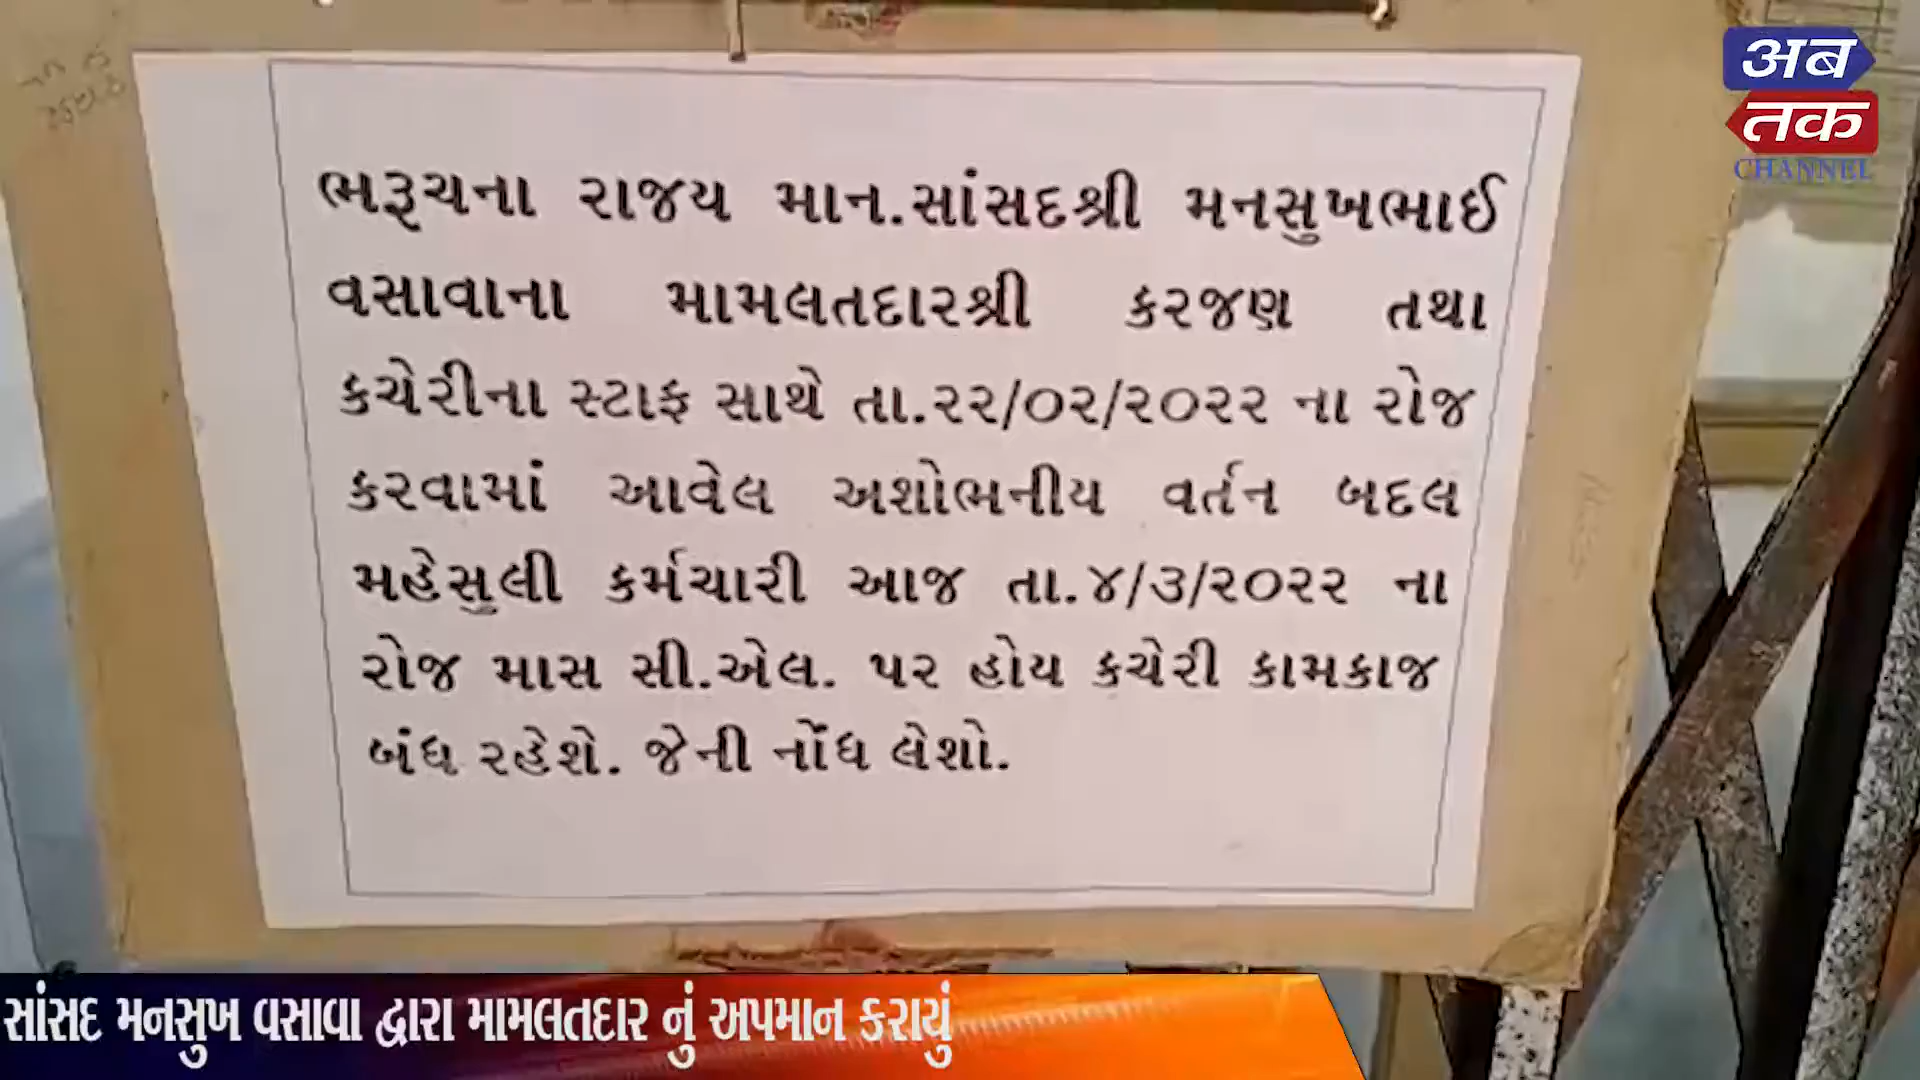 अब
तक
CHANNEL
ભરૂચના રાજય માન.સાંસદશ્રી મનસુખભાઈ
વસાવાના મામલતદારશ્રી કરજણ તથા
કચેરીના સ્ટાફ સાથે તા.૨૨/૦૨/૨૦૨૨ ના રોજ
કરવામાં આવેલ અશોભનીય વર્તન બદલ
મહેસુલી કર્મચારી આજ તા.૪/૩/૨૦૨૨ ના
રોજ માસ સી.એલ. પર હોય કચેરી કામકાજ
બંધ રહેશે. જેની નોંધ લેશો.
સાંસદ મનસુખ વસાવા દ્વારા મામલતદાર નું અપમાન કરાયું